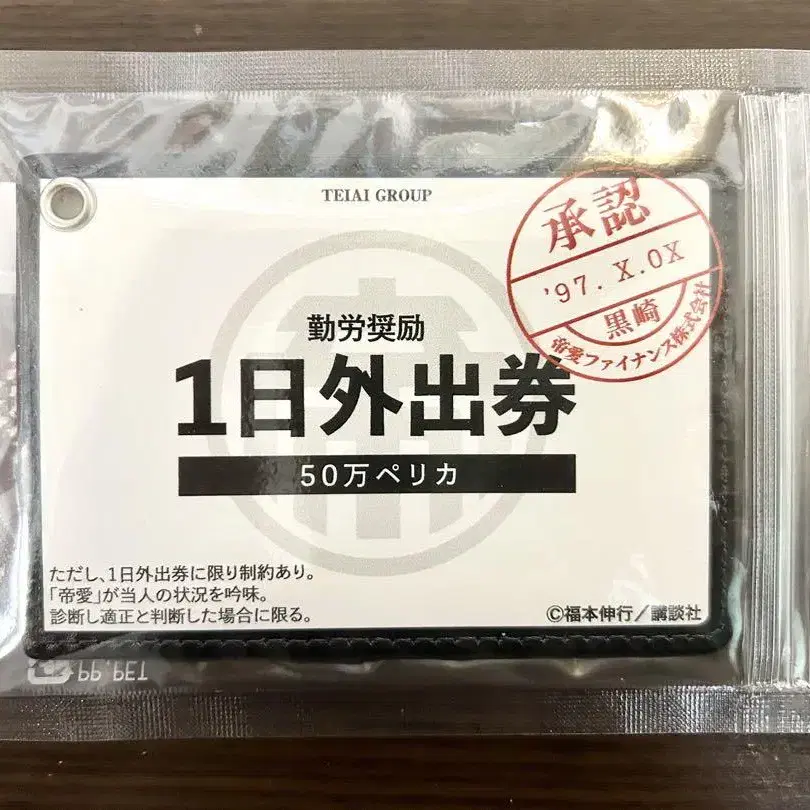 TEIAI GROUP
承認
'97. X.0X
黒崎
帝愛ファイナンス株式会社
帝
勤労奨励
1日外出券
50万ペリカ
ただし、1日外出券に限り制約あり。
「帝愛」が当人の状況を吟味。
診断し適正と判断した場合に限る。
©福本伸行/講談社
PP, PET